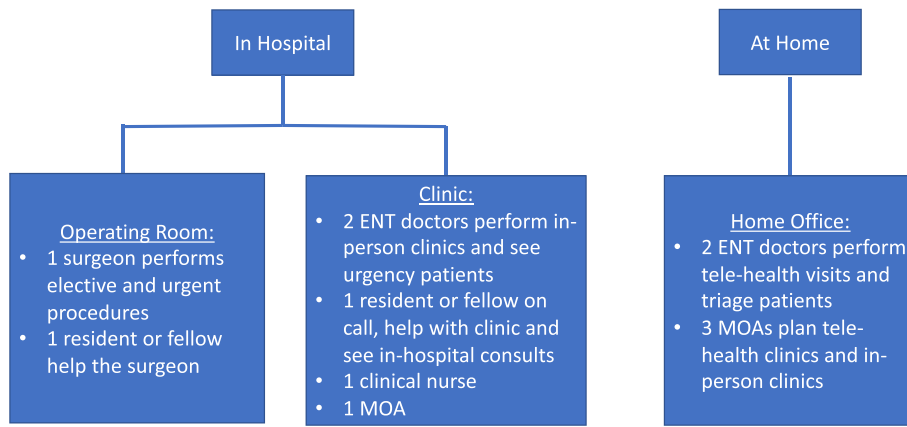 In Hospital
At Home
Operating Room:
• 1 surgeon performs
elective and urgent
procedures
• 1 resident or fellow
help the surgeon
Clinic:
• 2 ENT doctors perform in-
person clinics and see
urgency patients
• 1 resident or fellow on
call, help with clinic and
see in-hospital consults
• 1 clinical nurse
• 1 MOA
Home Office:
• 2 ENT doctors perform
tele-health visits and
triage patients
• 3 MOAs plan tele-
health clinics and in-
person clinics